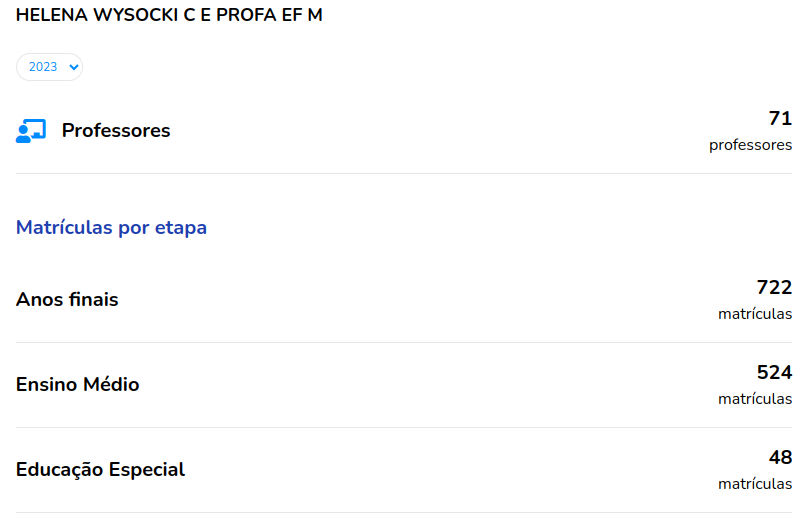 HELENA WYSOCKI C E PROFA EF M
2023
Professores
71
professores
Matrículas por etapa
Anos finais
722
matrículas
Ensino Médio
524
matrículas
Educação Especial
48
matrículas